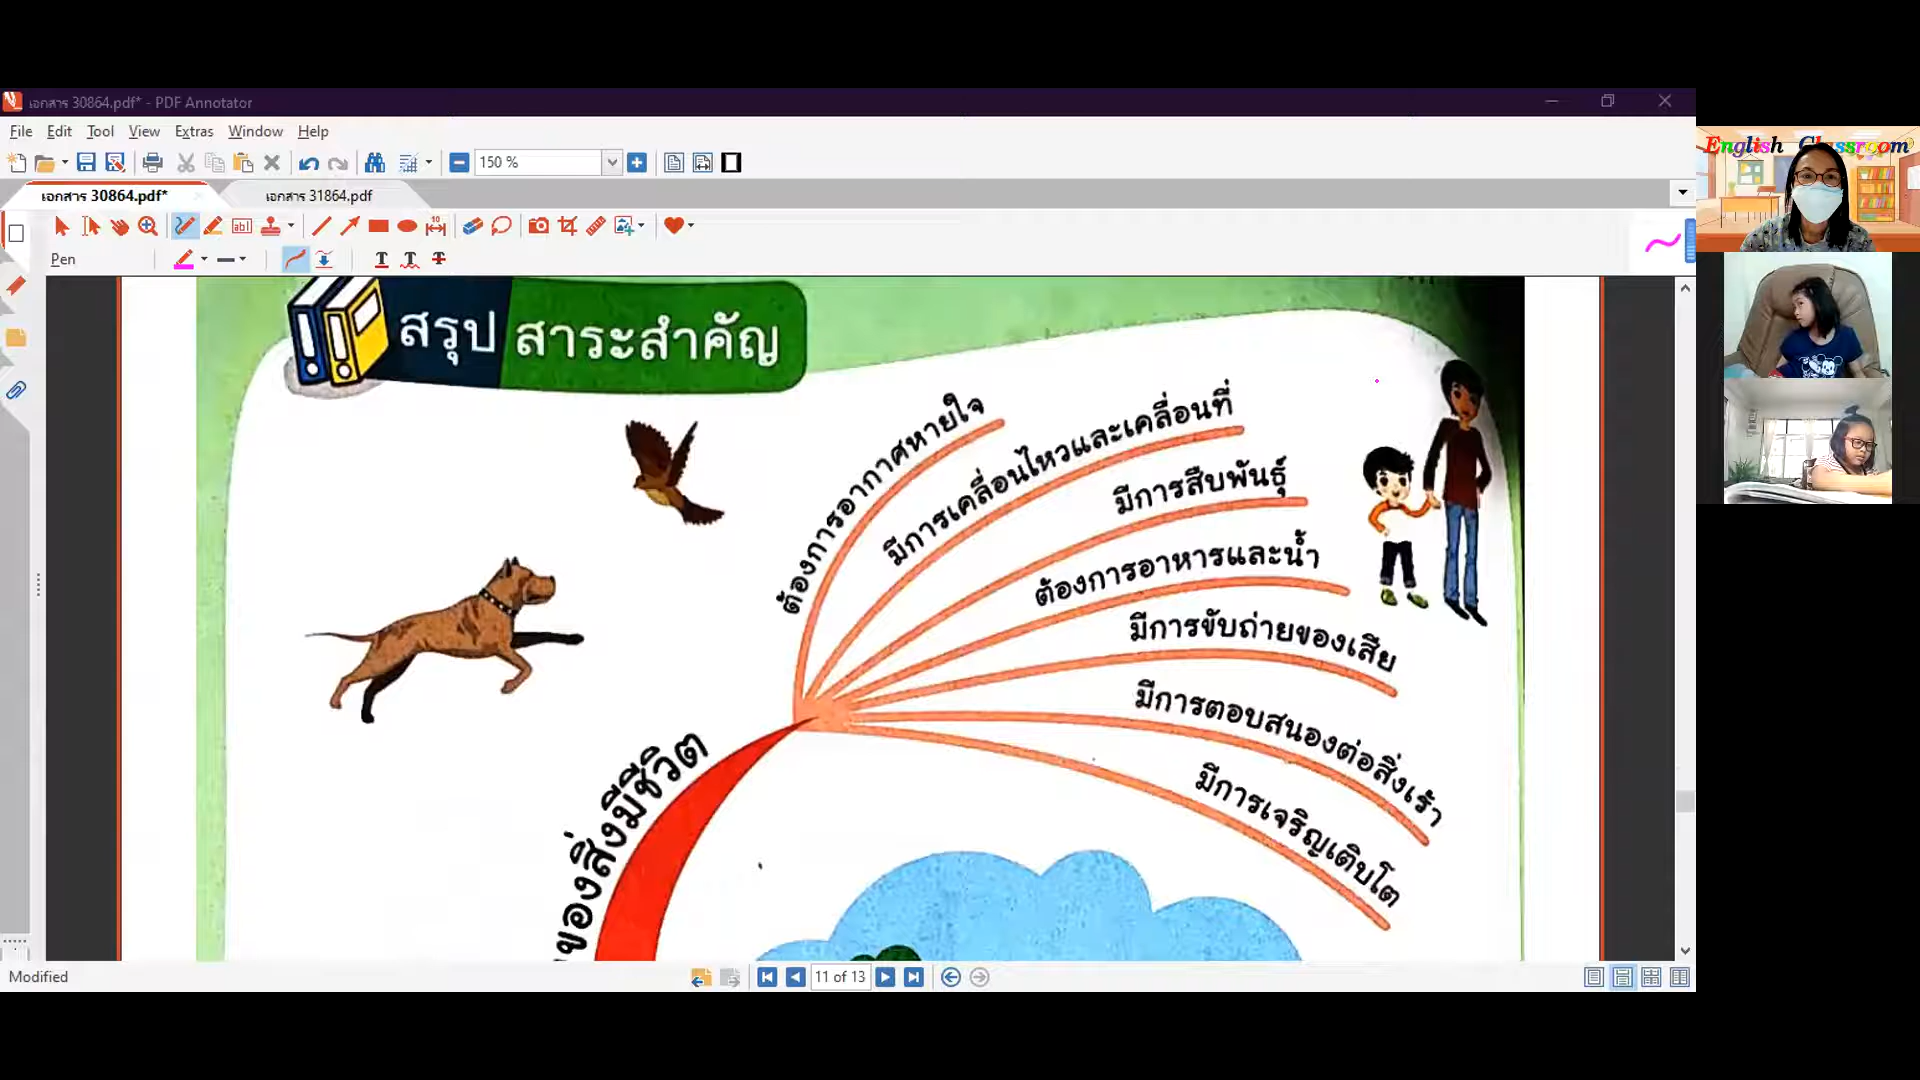 เอกสาร 30864.pdf* - PDF Annotator
File Edit Tool View Extras Window Help
150 %
เอกสาร 30864.pdf*
เอกสาร 31864.pdf
Pen
English Classroom
สรุป สาระสำคัญ
ต้องการอากาศหายใจ
มีการเคลื่อนไหวและเคลื่อนที่
มีการสืบพันธุ์
ต้องการอาหารและน้ำ
มีการขับถ่ายของเสีย
มีการตอบสนองต่อสิ่งเร้า
มีการเจริญเติบโต
ของสิ่งมีชีวิต
Modified
11 of 13